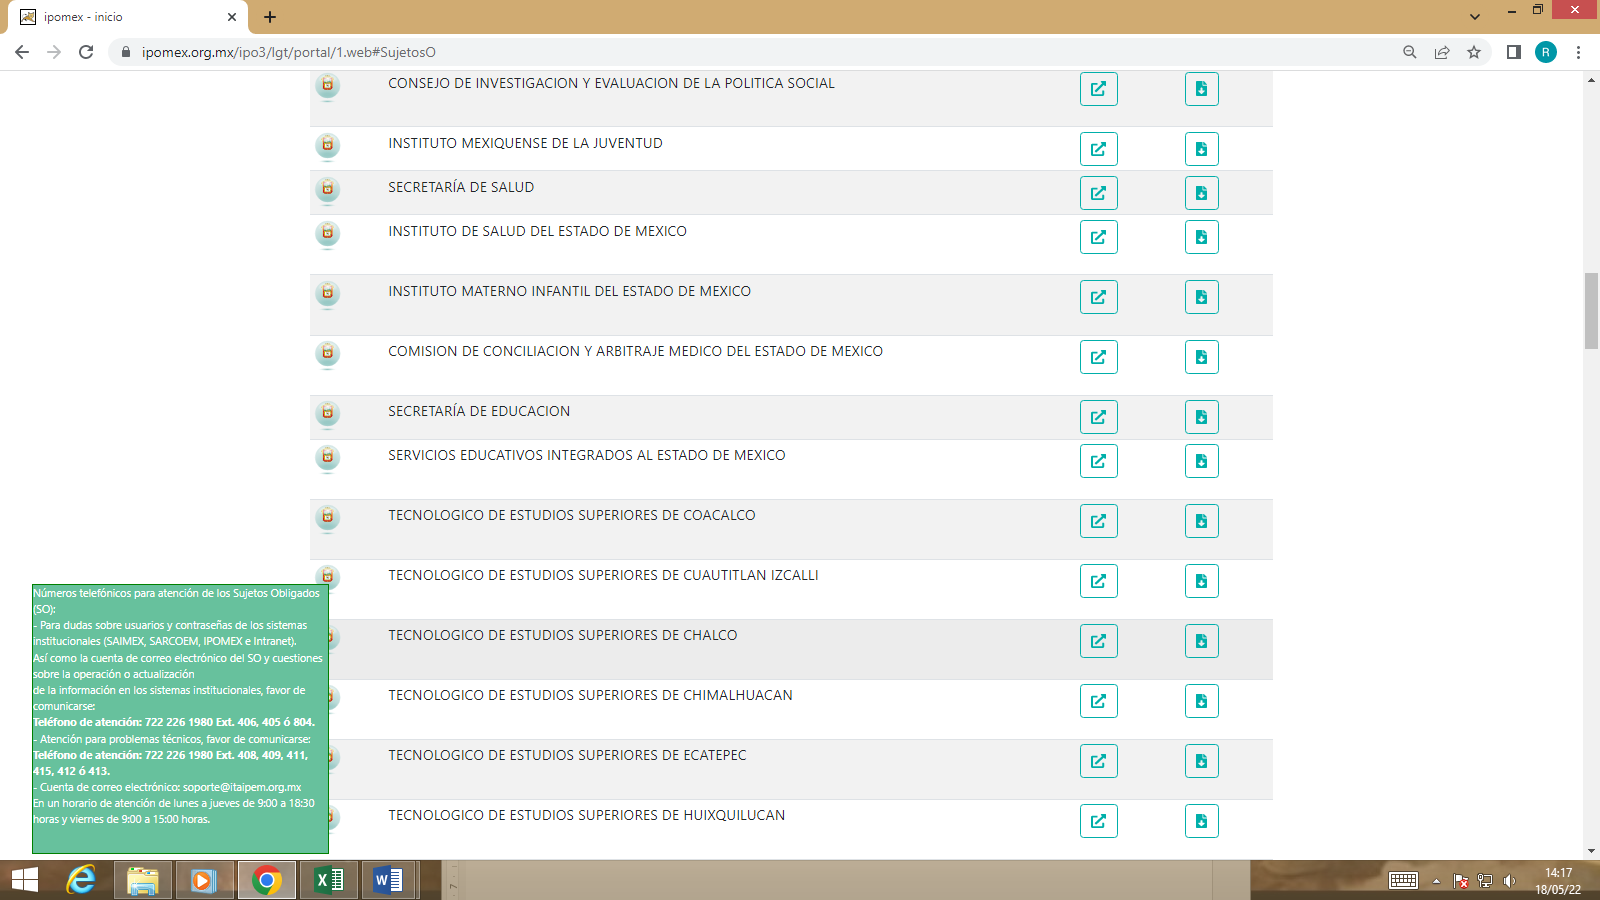 ipomex - inicio
ipomex.org.mx/ipo3/lgt/portal/1.web#SujetosO
R
CONSEJO DE INVESTIGACION Y EVALUACION DE LA POLITICA SOCIAL
INSTITUTO MEXIQUENSE DE LA JUVENTUD
SECRETARÍA DE SALUD
INSTITUTO DE SALUD DEL ESTADO DE MEXICO
INSTITUTO MATERNO INFANTIL DEL ESTADO DE MEXICO
COMISION DE CONCILIACION Y ARBITRAJE MEDICO DEL ESTADO DE MEXICO
SECRETARÍA DE EDUCACION
SERVICIOS EDUCATIVOS INTEGRADOS AL ESTADO DE MEXICO
TECNOLOGICO DE ESTUDIOS SUPERIORES DE COACALCO
TECNOLOGICO DE ESTUDIOS SUPERIORES DE CUAUTITLAN IZCALLI
TECNOLOGICO DE ESTUDIOS SUPERIORES DE CHALCO
TECNOLOGICO DE ESTUDIOS SUPERIORES DE CHIMALHUACAN
TECNOLOGICO DE ESTUDIOS SUPERIORES DE ECATEPEC
TECNOLOGICO DE ESTUDIOS SUPERIORES DE HUIXQUILUCAN
Números telefónicos para atención de los Sujetos Obligados
(SO):
- Para dudas sobre usuarios y contraseñas de los sistemas
institucionales (SAIMEX, SARCOEM, IPOMEX e Intranet).
Así como la cuenta de correo electrónico del SO y cuestiones
sobre la operación o actualización
de la información en los sistemas institucionales, favor de
comunicarse:
Teléfono de atención: 722 226 1980 Ext. 406, 405 ó 804.
- Atención para problemas técnicos, favor de comunicarse:
Teléfono de atención: 722 226 1980 Ext. 408, 409, 411,
415, 412 ó 413.
- Cuenta de correo electrónico: soporte@itaipem.org.mx
En un horario de atención de lunes a jueves de 9:00 a 18:30
horas y viernes de 9:00 a 15:00 horas.
14:17
18/05/22